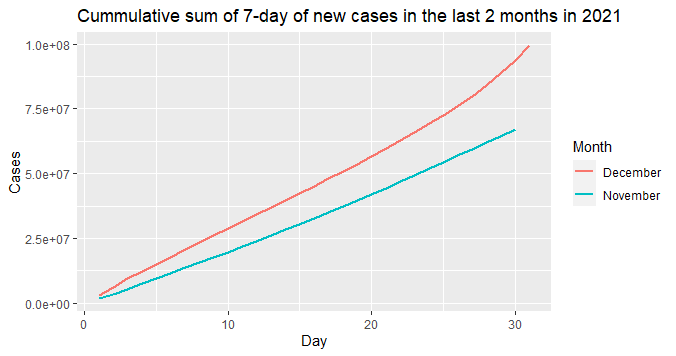 Cummulative sum of 7-day of new cases in the last 2 months in 2021
1.0e+08
7.5e+07
5.0e+07
2.5e+07
0.0e+00
Cases
0 10 20 30
Day
Month
December
November